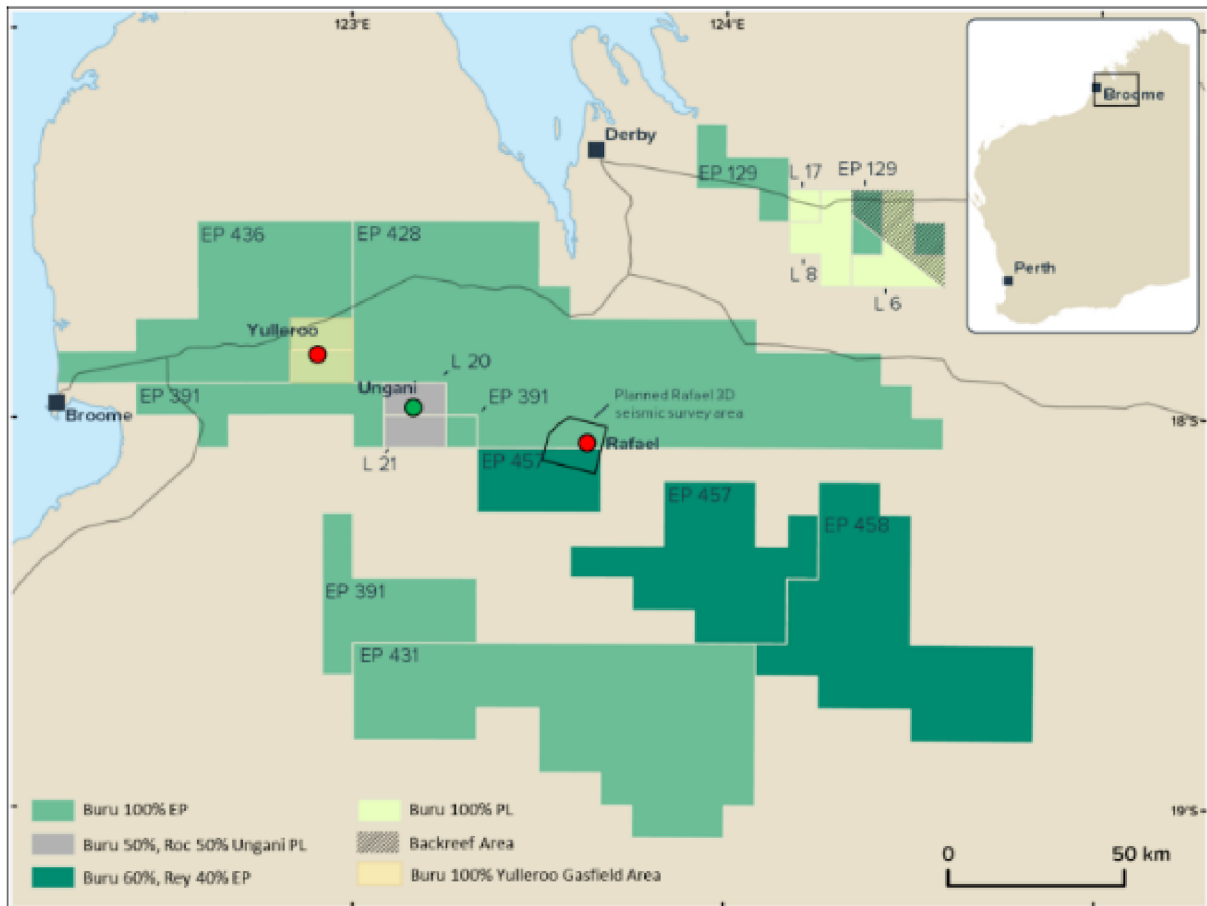 123°E
124°E
Broome
Perth
Derby
EP 129
L 17
EP 129
L 8
L 6
EP 436
EP 428
Yulleroo
Ungani
L 20
EP 391
EP 391
Planned Rafael 3D
seismic survey area
Broome
18°S
Rafael
L 21
EP 457
EP 457
EP 458
EP 391
EP 431
Buru 100% EP
Buru 50%, Roc 50% Ungani PL
Buru 60%, Rey 40% EP
Buru 100% PL
Backreef Area
Buru 100% Yulleroo Gasfield Area
19°S
0
50 km